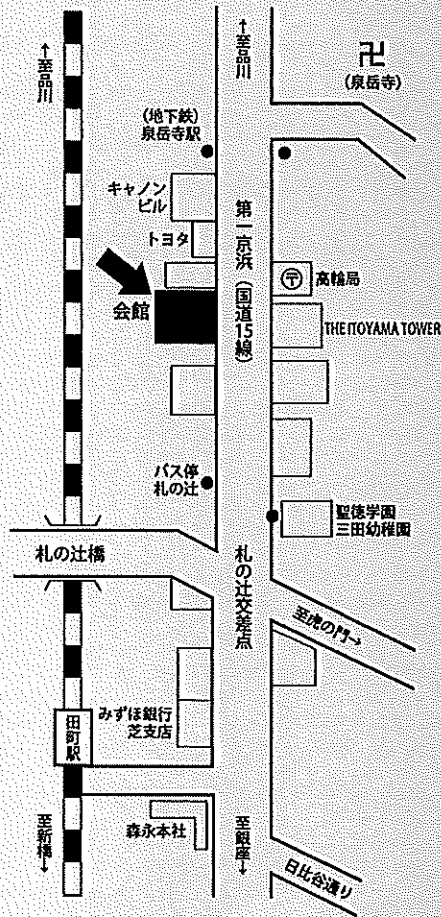 ↑至品川
↑至品川
卍
(泉岳寺)
(地下鉄)
泉岳寺駅
キャノン
ビル
トヨタ
第一京浜(国道15線)
〒
高輪局
会館
THE ITOYAMA TOWER
バス停
札の辻
聖徳学園
三田幼稚園
札の辻橋
札の辻交差点
至虎の門→
みずほ銀行
芝支店
田町駅
森永本社
至新橋→
至銀座→
日比谷通り